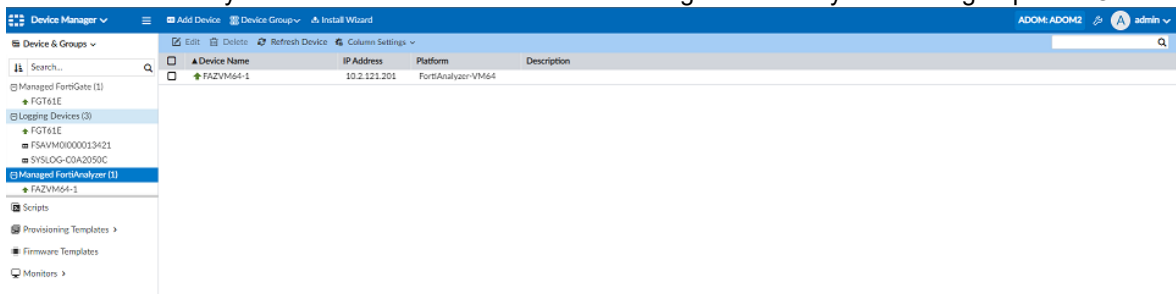 Device Manager ADOM: ADOM2 A admin
Add Device Device Group Install Wizard
Device & Groups
Edit Delete Refresh Device Column Settings
Search...
Device Name IP Address Platform Description
FAZVM64-1 10.2.121.201 FortiAnalyzer-VM64
Managed FortiGate (1)
FGT61E
Logging Devices (3)
FGT61E
FSAVM0I000013421
SYSLOG-C0A2050C
Managed FortiAnalyzer (1)
FAZVM64-1
Scripts
Provisioning Templates >
Firmware Templates
Monitors >